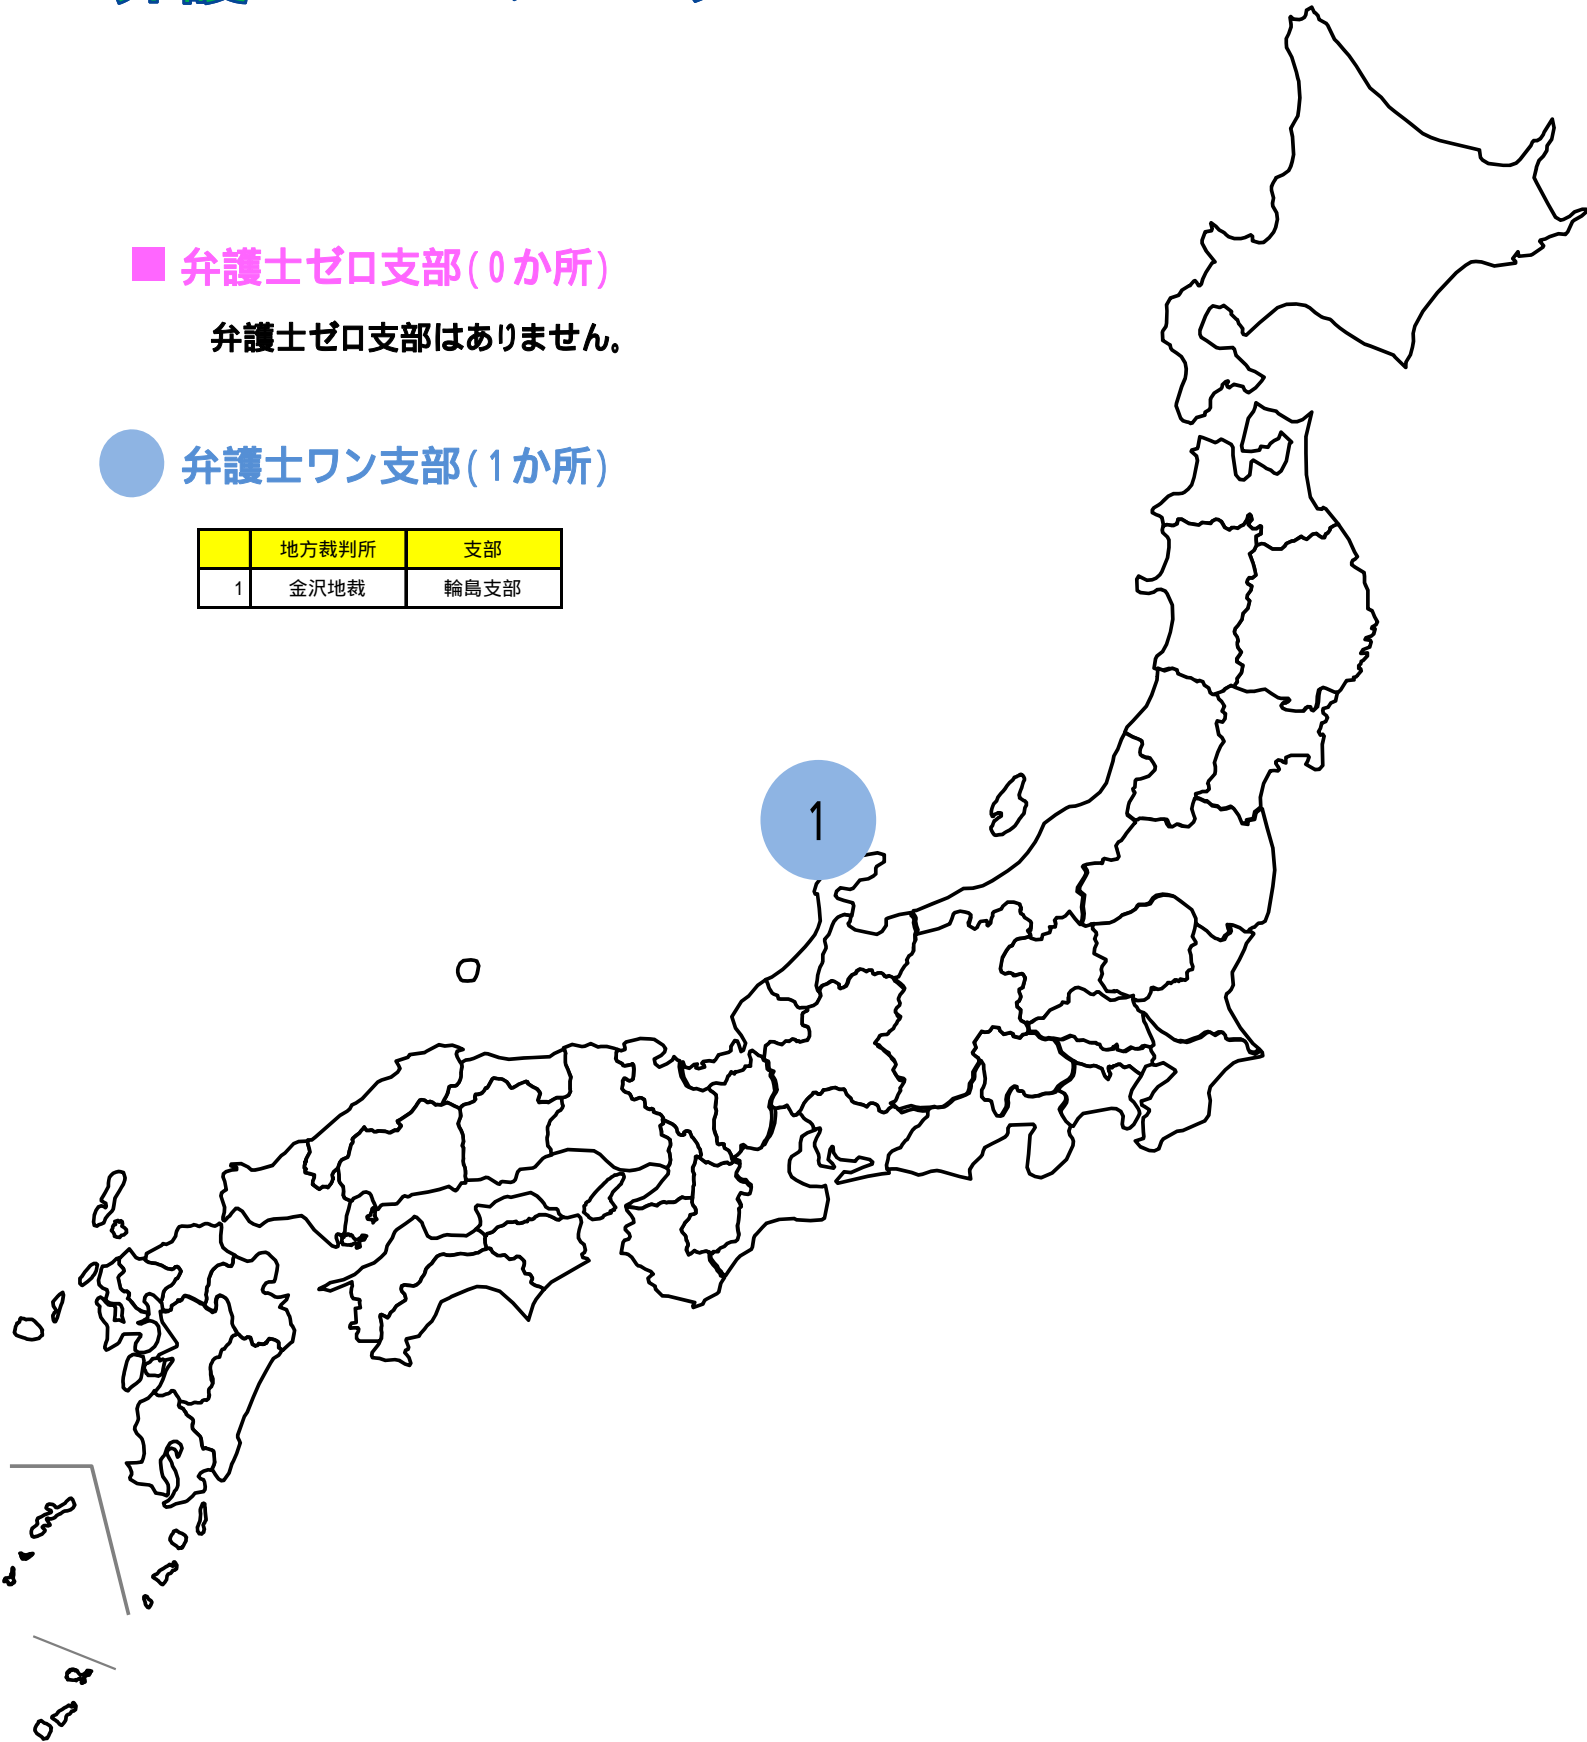 弁護
■ 弁護士ゼロ支部(0か所)
弁護士ゼロ支部はありません。
弁護士ワン支部(1か所)
地方裁判所 支部
1 金沢地裁 輪島支部
1